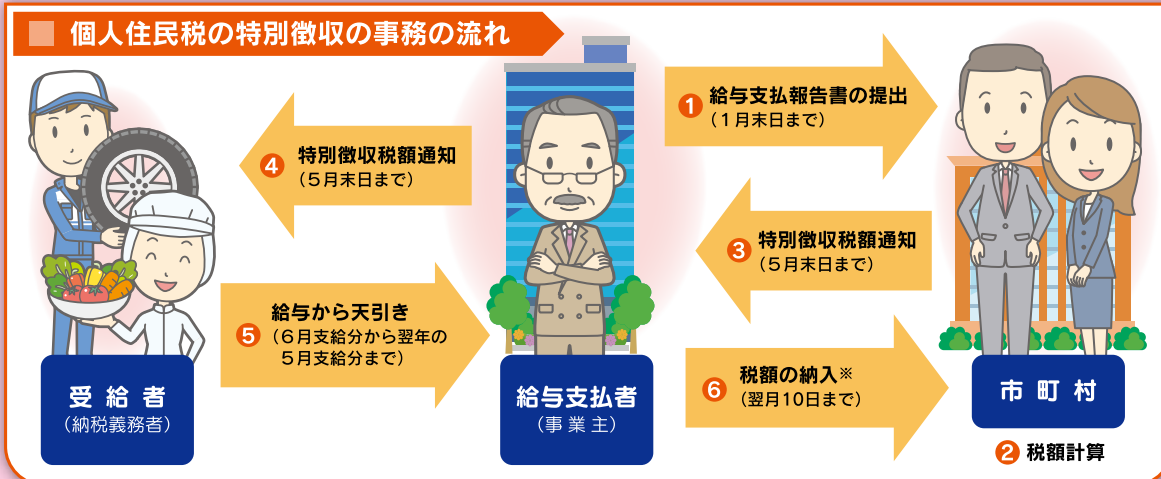 個人住民税の特別徴収の事務の流れ
❶ 給与支払報告書の提出
（１月末日まで）
❹ 特別徴収税額通知
（５月末日まで）
❸ 特別徴収税額通知
（５月末日まで）
❺ 給与から天引き
（６月支給分から翌年の
５月支給分まで）
❻ 税額の納入※
（翌月10日まで）
受給者
（納税義務者）
給与支払者
（事業主）
市町村
❷ 税額計算